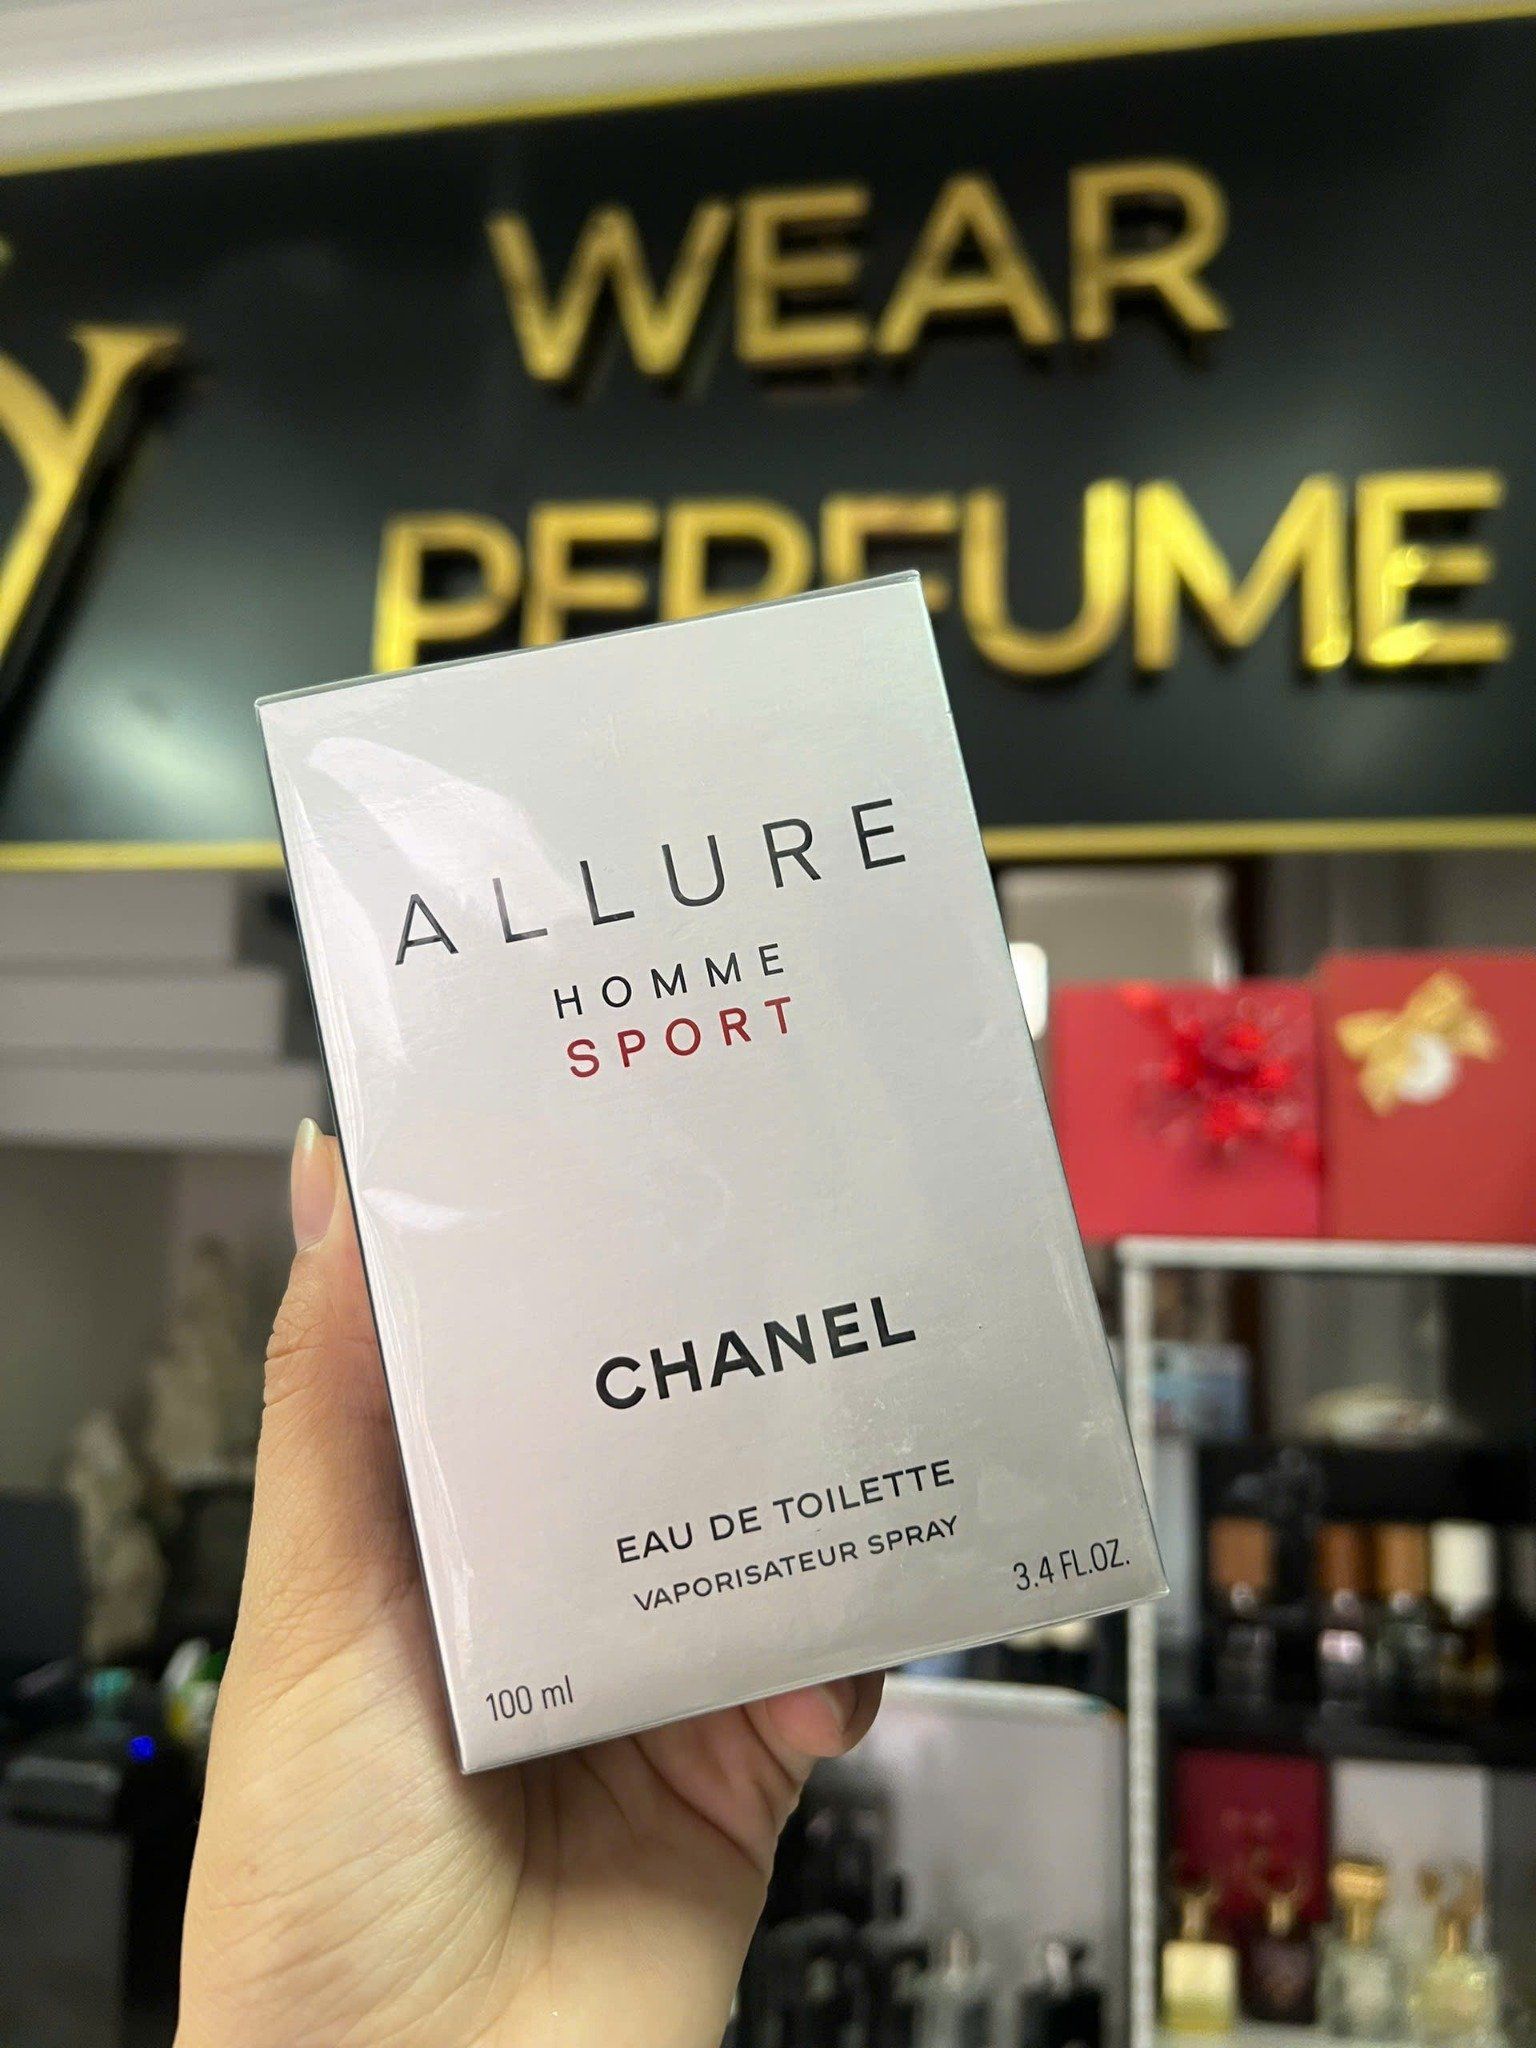 WEAR
PERFUME
ALLURE
HOMME
SPORT
CHANEL
EAU DE TOILETTE
VAPORISATEUR SPRAY
100 ml
3.4 FL.OZ.